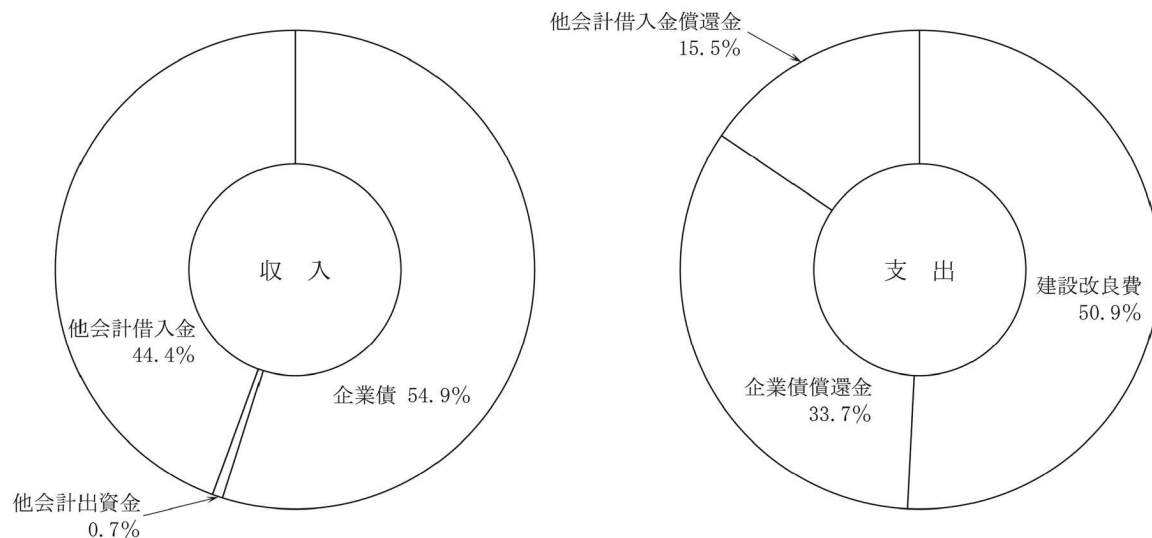 収 入
企業債 54.9%
他会計出資金
0.7%
他会計借入金
44.4%
支 出
建設改良費
50.9%
企業債償還金
33.7%
他会計借入金償還金
15.5%